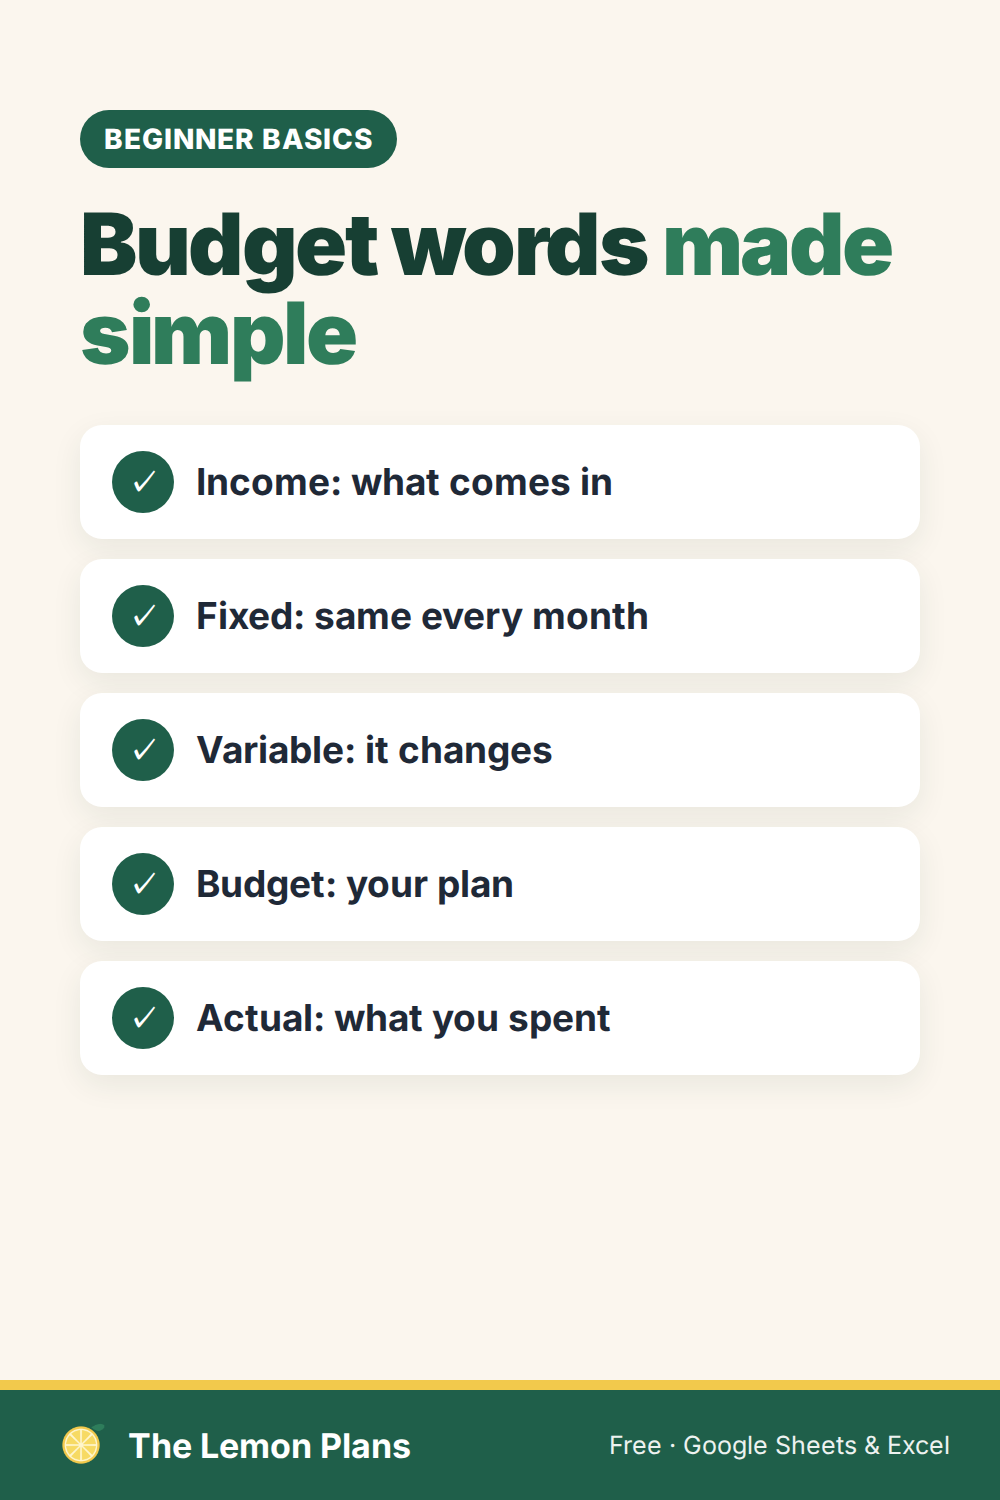 BEGINNER BASICS
Budget words made
simple
✓ Income: what comes in
✓ Fixed: same every month
✓ Variable: it changes
✓ Budget: your plan
✓ Actual: what you spent
The Lemon Plans
Free · Google Sheets & Excel